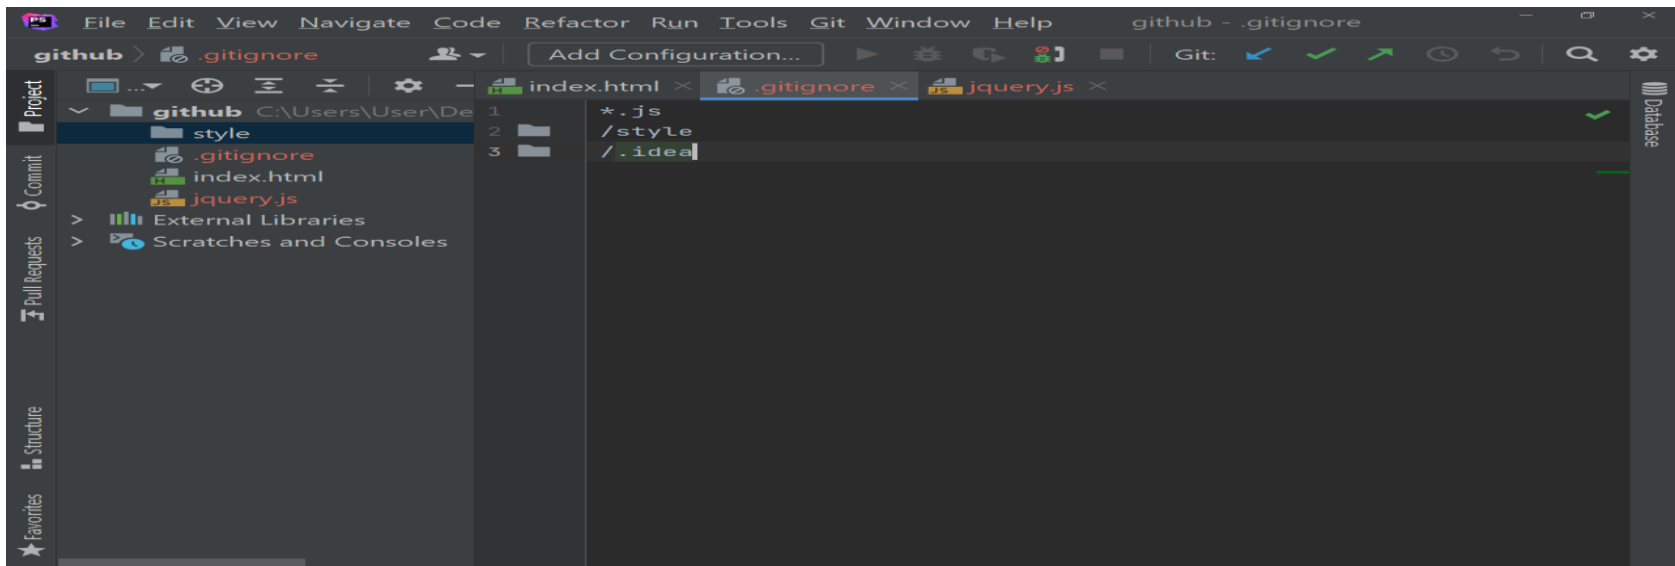 PS File Edit View Navigate Code Refactor Run Tools Git Window Help github - .gitignore
github .gitignore Add Configuration... Git:
Project
... index.html .gitignore jquery.js
github C:\Users\User\De
style
.gitignore
index.html
jquery.js
External Libraries
Scratches and Consoles
1 *.js
2 /style
3 /.idea
Commit
Pull Requests
Structure
Favorites
Database